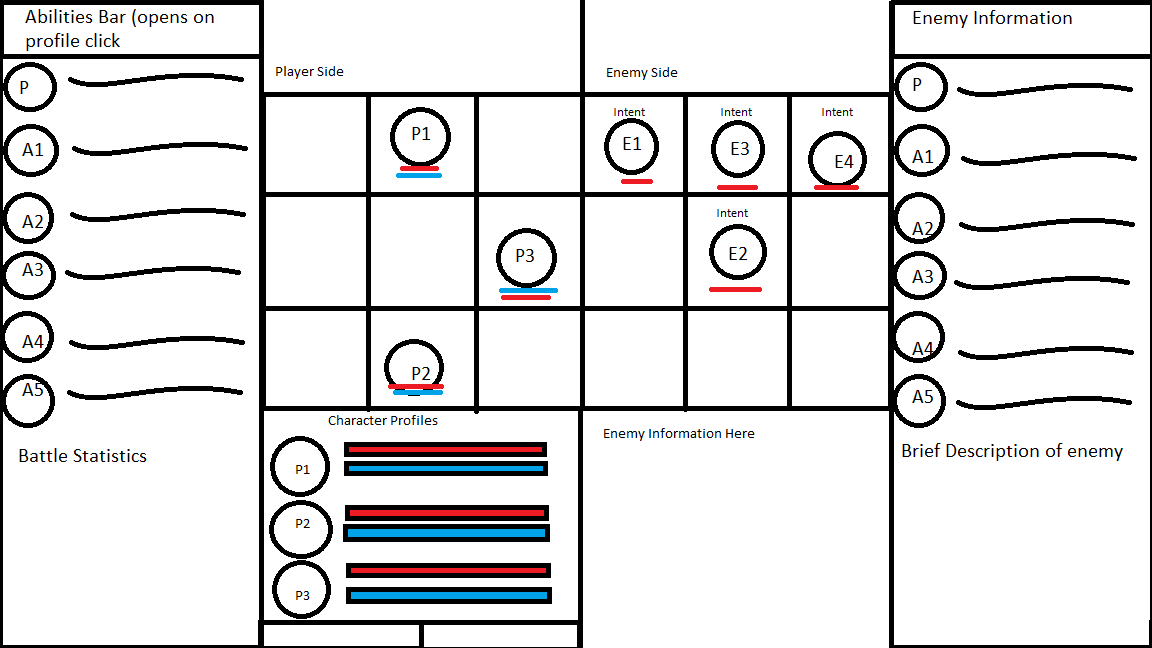 Abilities Bar (opens on
profile click
P
A1
A2
A3
A4
A5
Battle Statistics
Player Side
Enemy Side
P1
P3
P2
Intent
E1
Intent
E3
Intent
E4
Intent
E2
Character Profiles
P1
P2
P3
Enemy Information Here
Enemy Information
P
A1
A2
A3
A4
A5
Brief Description of enemy